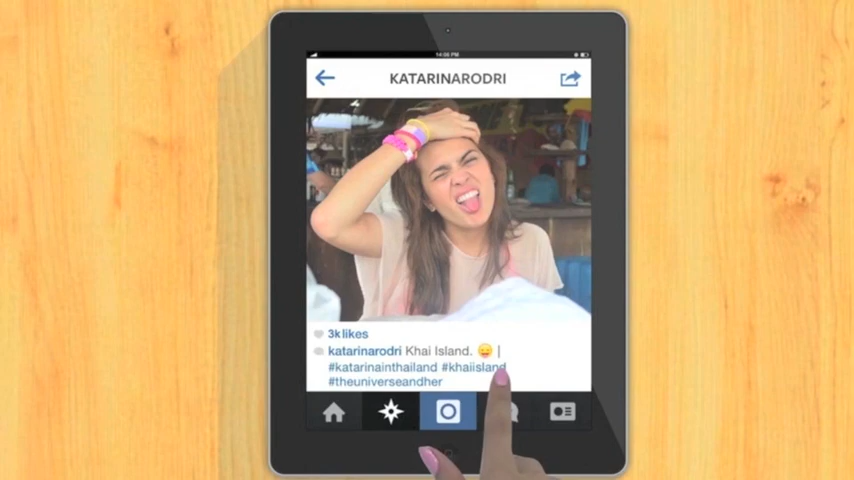 14:08 PM
KATARINARODRI
3k likes
katarinarodri Khai Island. 😝 |
#katarinainthailand #khaiisland
#theuniverseandher